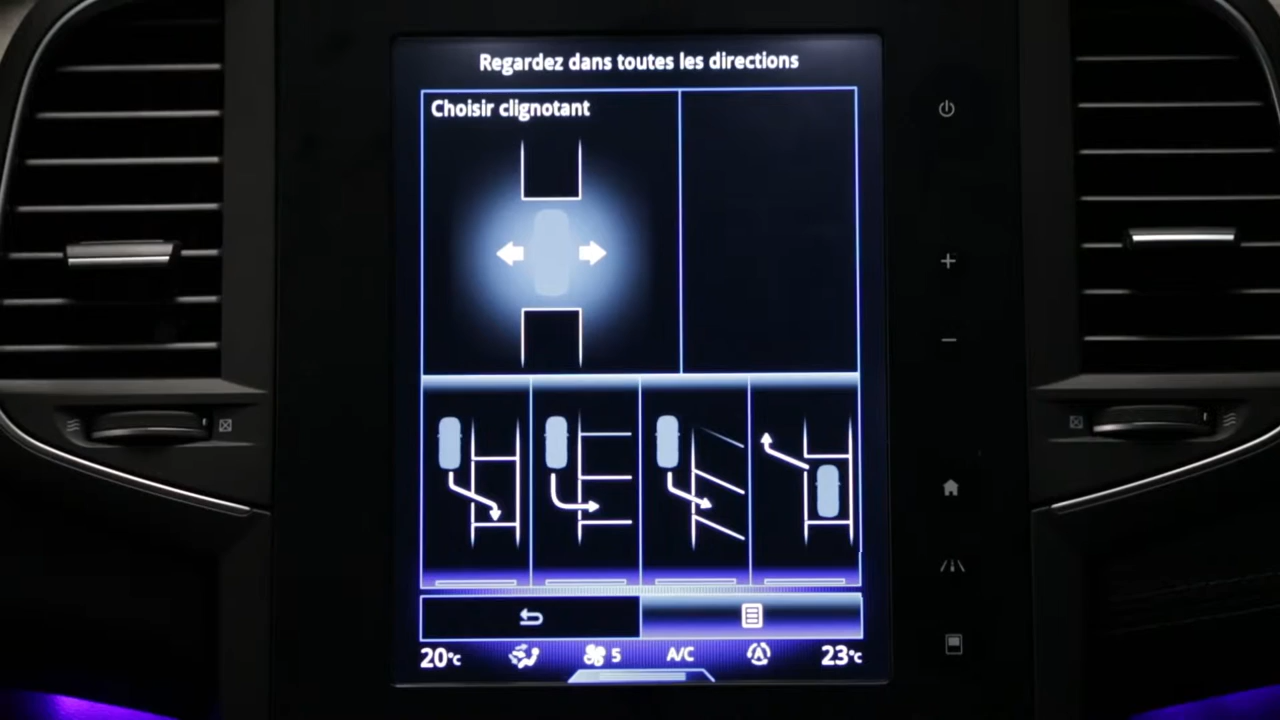 Regardez dans toutes les directions
Choisir clignotant
20°C 5 A/C 23°C